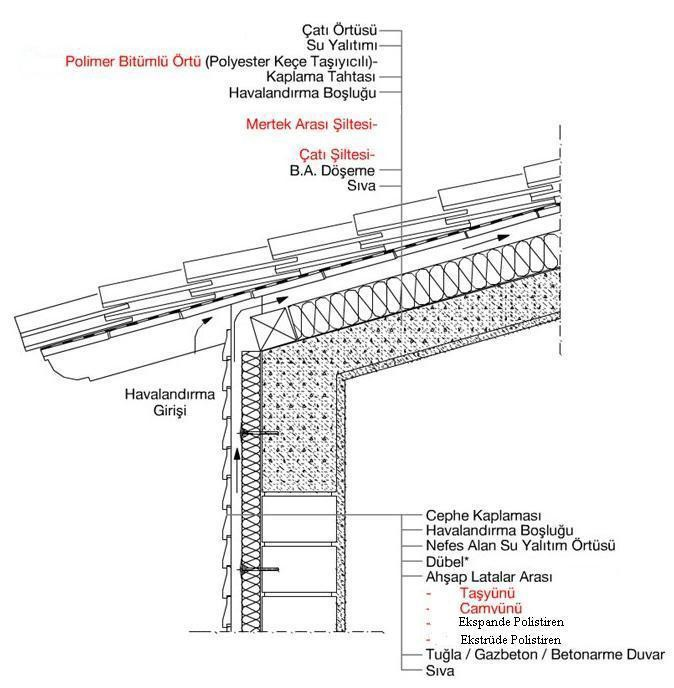 Çatı Örtüsü
Su Yalıtımı
Polimer Bitümlü Örtü (Polyester Keçe Taşıyıcılı)-
Kaplama Tahtası
Havalandırma Boşluğu
Mertek Arası Şiltesi-
Çatı Şiltesi-
B.A. Döşeme
Sıva
Havalandırma
Girişi
Cephe Kaplaması
Havalandırma Boşluğu
Nefes Alan Su Yalıtım Örtüsü
Dübel*
Ahşap Latalar Arası
- Taşyünü
- Camyünü
- Ekspande Polistiren
- Ekstrüde Polistiren
Tuğla / Gazbeton / Betonarme Duvar
Sıva